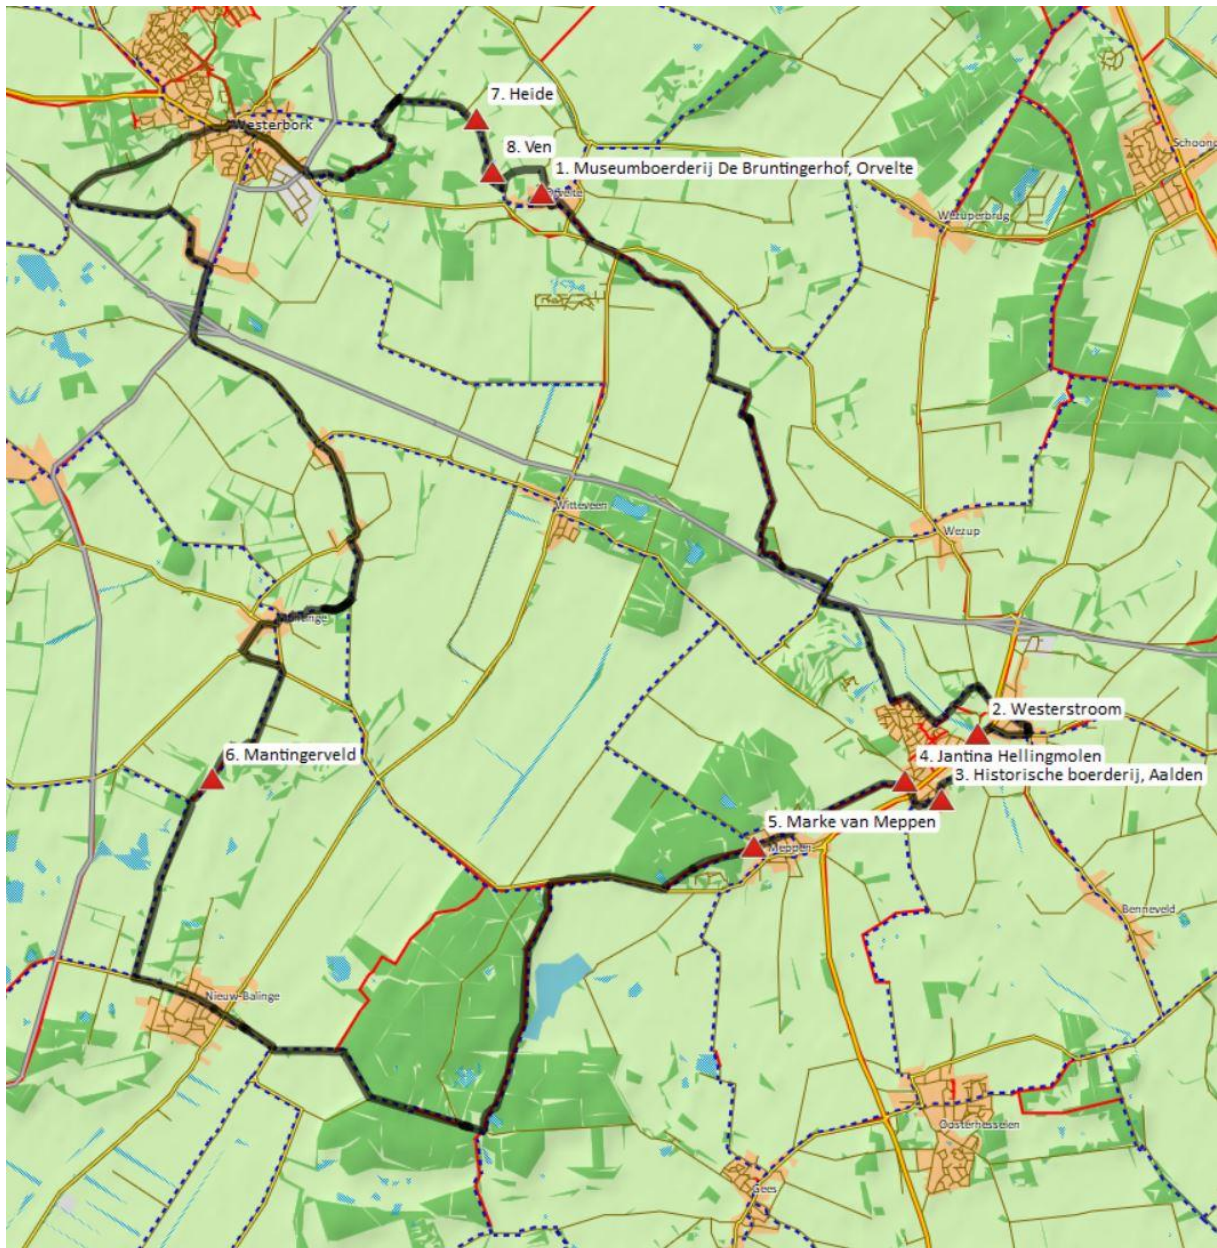 7. Heide
Westerbork
8. Ven
1. Museumboerderij De Bruntingerhof, Orvelte
Orvelte
Wezuperbrug
Witteveen
Wezup
2. Westerstroom
4. Jantina Hellingmolen
3. Historische boerderij, Aalden
6. Mantingerveld
5. Marke van Meppen
Meppen
Benneveld
Nieuw-Balinge
Oosterhesselen
Gees